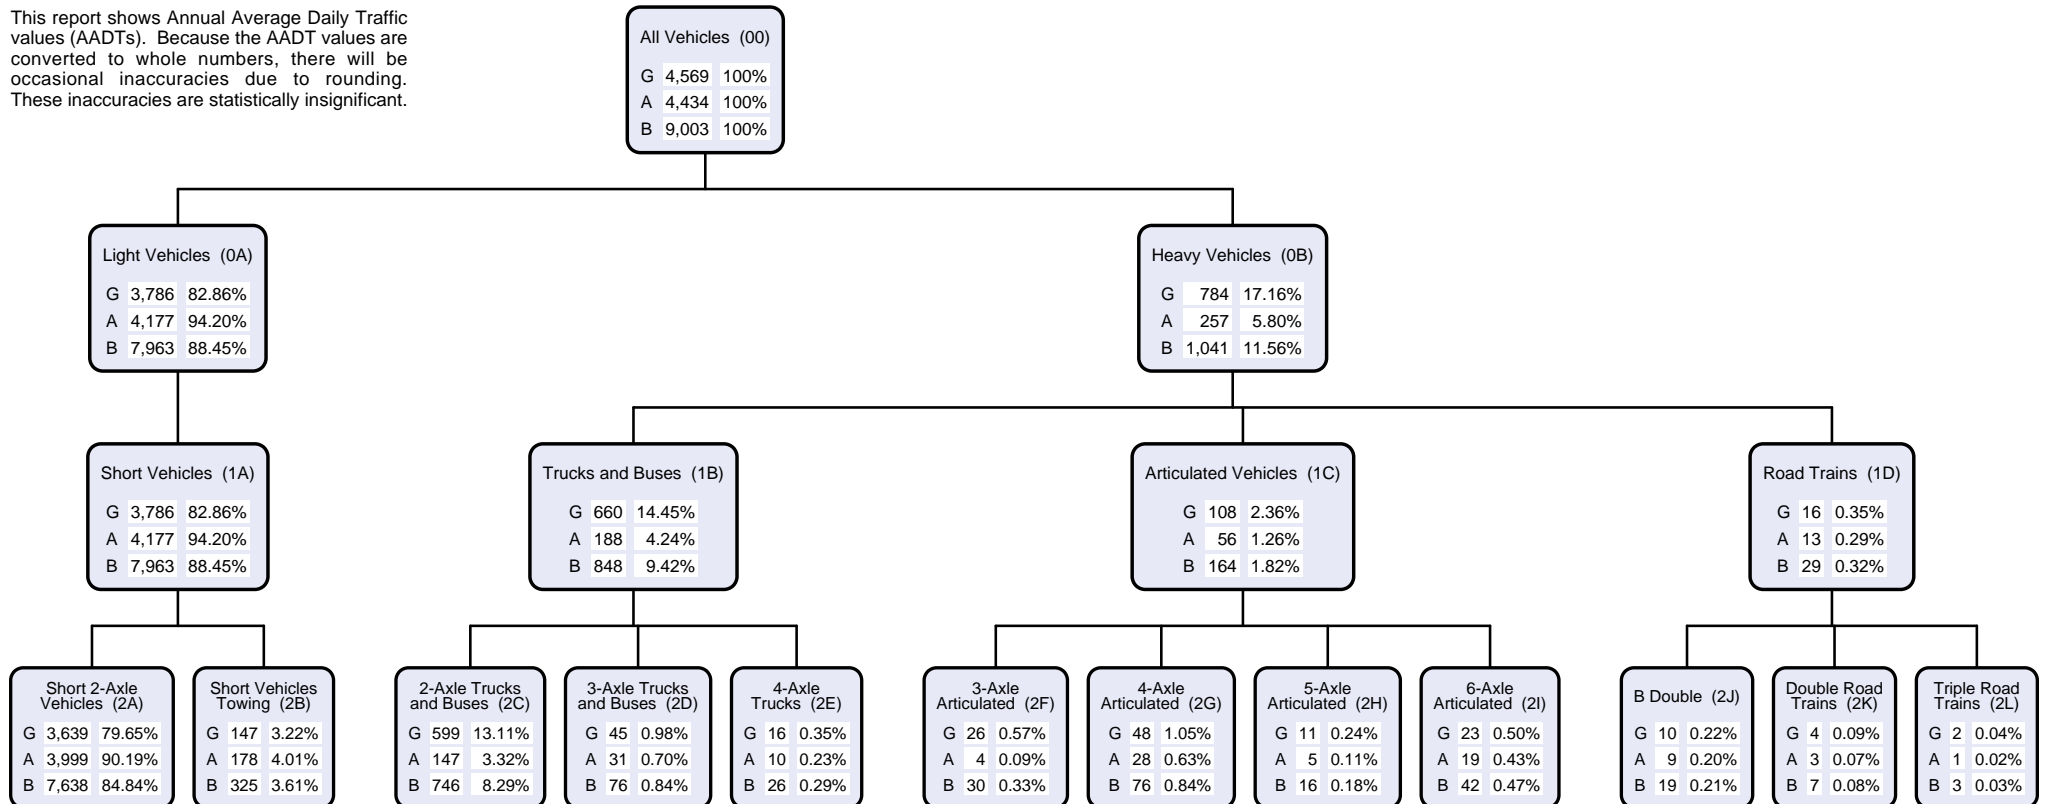 This report shows Annual Average Daily Traffic
values (AADTs).  Because the AADT values are
converted to whole numbers, there will be
occasional inaccuracies due to rounding.
These inaccuracies are statistically insignificant.
All Vehicles (00)
G 4,569 100%
A 4,434 100%
B 9,003 100%
Light Vehicles (0A)
G 3,786 82.86%
A 4,177 94.20%
B 7,963 88.45%
Heavy Vehicles (0B)
G 784 17.16%
A 257 5.80%
B 1,041 11.56%
Short Vehicles (1A)
G 3,786 82.86%
A 4,177 94.20%
B 7,963 88.45%
Trucks and Buses (1B)
G 660 14.45%
A 188 4.24%
B 848 9.42%
Articulated Vehicles (1C)
G 108 2.36%
A 56 1.26%
B 164 1.82%
Road Trains (1D)
G 16 0.35%
A 13 0.29%
B 29 0.32%
Short 2-Axle
Vehicles (2A)
G 3,639 79.65%
A 3,999 90.19%
B 7,638 84.84%
Short Vehicles
Towing (2B)
G 147 3.22%
A 178 4.01%
B 325 3.61%
2-Axle Trucks
and Buses (2C)
G 599 13.11%
A 147 3.32%
B 746 8.29%
3-Axle Trucks
and Buses (2D)
G 45 0.98%
A 31 0.70%
B 76 0.84%
4-Axle
Trucks (2E)
G 16 0.35%
A 10 0.23%
B 26 0.29%
3-Axle
Articulated (2F)
G 26 0.57%
A 4 0.09%
B 30 0.33%
4-Axle
Articulated (2G)
G 48 1.05%
A 28 0.63%
B 76 0.84%
5-Axle
Articulated (2H)
G 11 0.24%
A 5 0.11%
B 16 0.18%
6-Axle
Articulated (2I)
G 23 0.50%
A 19 0.43%
B 42 0.47%
B Double (2J)
G 10 0.22%
A 9 0.20%
B 19 0.21%
Double Road
Trains (2K)
G 4 0.09%
A 3 0.07%
B 7 0.08%
Triple Road
Trains (2L)
G 2 0.04%
A 1 0.02%
B 3 0.03%